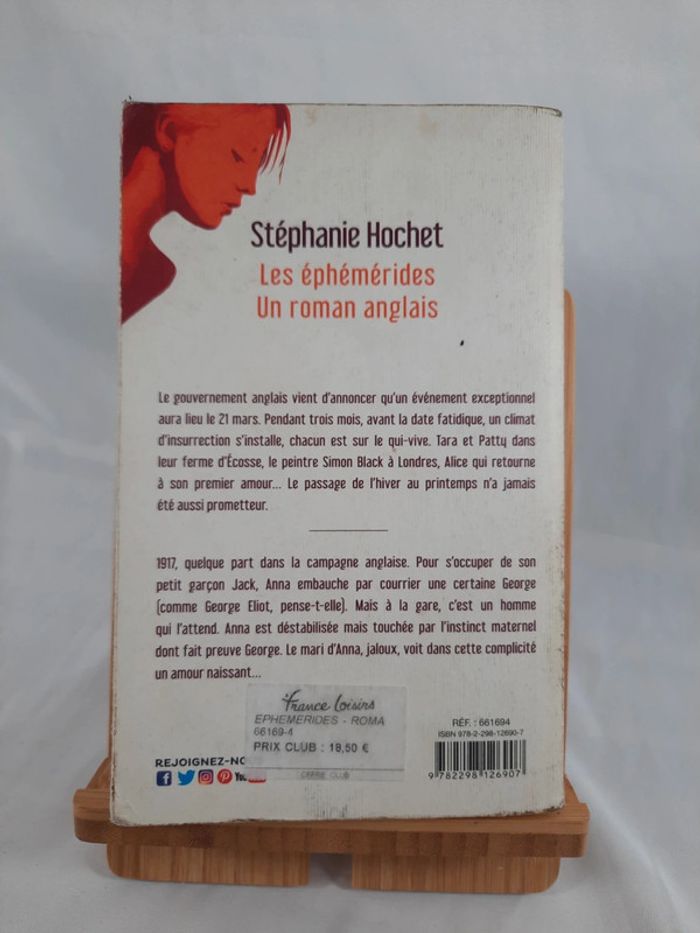 Stéphanie Hochet
Les éphémérides
Un roman anglais
Le gouvernement anglais vient d'annoncer qu'un événement exceptionnel
aura lieu le 21 mars. Pendant trois mois, avant la date fatidique, un climat
d'insurrection s'installe, chacun est sur le qui-vive. Tara et Patty dans
leur ferme d'Écosse, le peintre Simon Black à Londres, Alice qui retourne
à son premier amour... Le passage de l'hiver au printemps n'a jamais
été aussi prometteur.
1917, quelque part dans la campagne anglaise. Pour s'occuper de son
petit garçon Jack, Anna embauche par courrier une certaine George
(comme George Eliot, pense-t-elle). Mais à la gare, c'est un homme
qui l'attend. Anna est déstabilisée mais touchée par l'instinct maternel
dont fait preuve George. Le mari d'Anna, jaloux, voit dans cette complicité
un amour naissant...
France Loisirs
EPHEMERIDES - ROMA
66169-4
PRIX CLUB : 18,50 €
OFFRE CLUB
REJOIGNEZ-NO
You
RÉF. : 661694
ISBN 978-2-298-12690-7
9 782298 126907